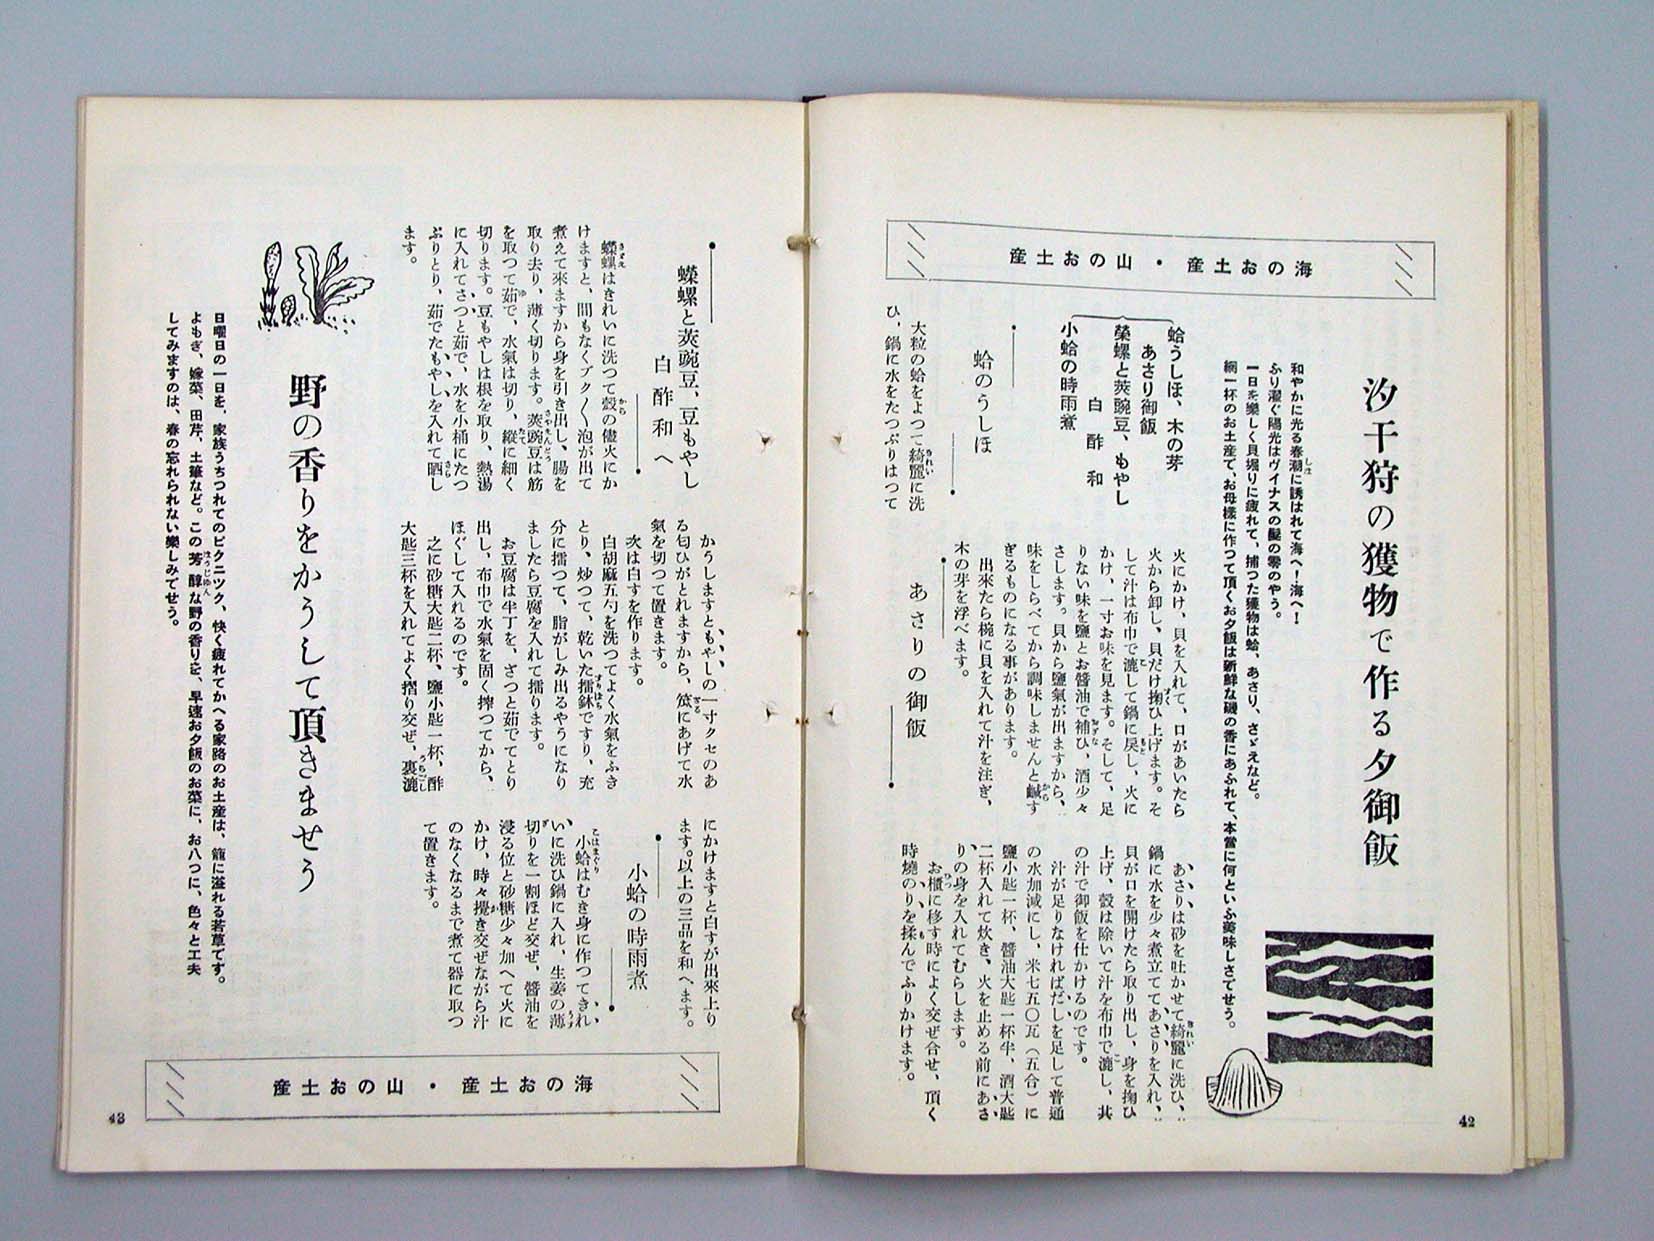 産土おの山・産土おの海
汐干狩の獲物で作る夕御飯
和やかに光る春潮に誘はれて海へ！海へ！
ふり濯ぐ陽光はヴイナスの髪の雫のやう。
一日を樂しく貝堀りに疲れて、捕つた獲物は蛤、あさり、さゞえなど。
網一杯のお土産で、お母樣に作つて頂くお夕飯は新鮮な磯の香にあふれて、本當に何といふ美味しさでせう。
蛤うしほ、木の芽
あさり御飯
榮螺と莢豌豆、もやし
白酢和
小蛤の時雨煮
蛤のうしほ
大粒の蛤をよつて綺麗に洗
ひ、鍋に水をたつぷりはつて
火にかけ、貝を入れて、口があいたら
火から卸し、貝だけ掬ひ上げます。そ
して汁は布巾で漉して鍋に戻し、火に
かけ、一寸お味を見ます。そして、足
りない味を鹽とお醤油で補ひ、酒少々
さします。貝から鹽氣が出ますから、
味をしらべてから調味しませんと鹹す
ぎるものになる事があります。
出來たら椀に貝を入れて汁を注ぎ、
木の芽を浮べます。
あさりの御飯
あさりは砂を吐かせて綺麗に洗ひ、
鍋に水を少々煮立ててあさりを入れ、
貝が口を開けたら取り出し、身を掬ひ
上げ、殼は除いて汁を布巾で漉し、其
の汁で御飯を仕かけるのです。
汁が足りなければだしを足して普通
の水加減にし、米七五〇瓦（五合）に
鹽小匙一杯、醤油大匙一杯半、酒大匙
二杯入れて炊き、火を止める前にあさ
りの身を入れてむらします。
お櫃に移す時によく交ぜ合せ、頂く
時燒のりを揉んでふりかけます。
42
蠑螺と莢豌豆、豆もやし
白酢和へ
蠑螺はきれいに洗つて殼の儘火にか
けますと、間もなくブク〱泡が出て
煮えて來ますから身を引き出し、腸を
取り去り、薄く切ります。莢豌豆は筋
を取つて茹で、水氣は切り、縱に細く
切ります。豆もやしは根を取り、熱湯
に入れてさつと茹で、水を小桶にたつ
ぷりとり、茹でたもやしを入れて晒し
ます。
かうしますともやしの一寸クセのあ
る匂ひがとれますから、笊にあげて水
氣を切つて置きます。
次は白すを作ります。
白胡麻五勺を洗つてよく水氣をふき
とり、炒つて、乾いた擂鉢ですり、充
分に擂つて、脂がしみ出るやうになり
ましたら豆腐を入れて擂ります。
お豆腐は半丁を、ざつと茹でてとり
出し、布巾で水氣を固く搾つてから、
ほぐして入れるのです。
之に砂糖大匙二杯、鹽小匙一杯、酢
大匙三杯を入れてよく摺り交ぜ、裏漉
にかけますと白すが出來上り
ます。以上の三品を和へます。
小蛤の時雨煮
小蛤はむき身に作つてきれ
いに洗ひ鍋に入れ、生姜の薄
切りを一割ほど交ぜ、醤油を
浸る位と砂糖少々加へて火に
かけ、時々攪き交ぜながら汁
のなくなるまで煮て器に取つ
て置きます。
野の香りをかうして頂きませう
日曜日の一日を、家族うちつれてのピクニツク、快く疲れてかへる家路のお土産は、籠に溢れる若草です。
よもぎ、嫁菜、田芹、土筆など。この芳醇な野の香りを、早速お夕飯のお菜に、お八つに、色々と工夫
してみますのは、春の忘れられない樂しみでせう。
産土おの山・産土おの海
43